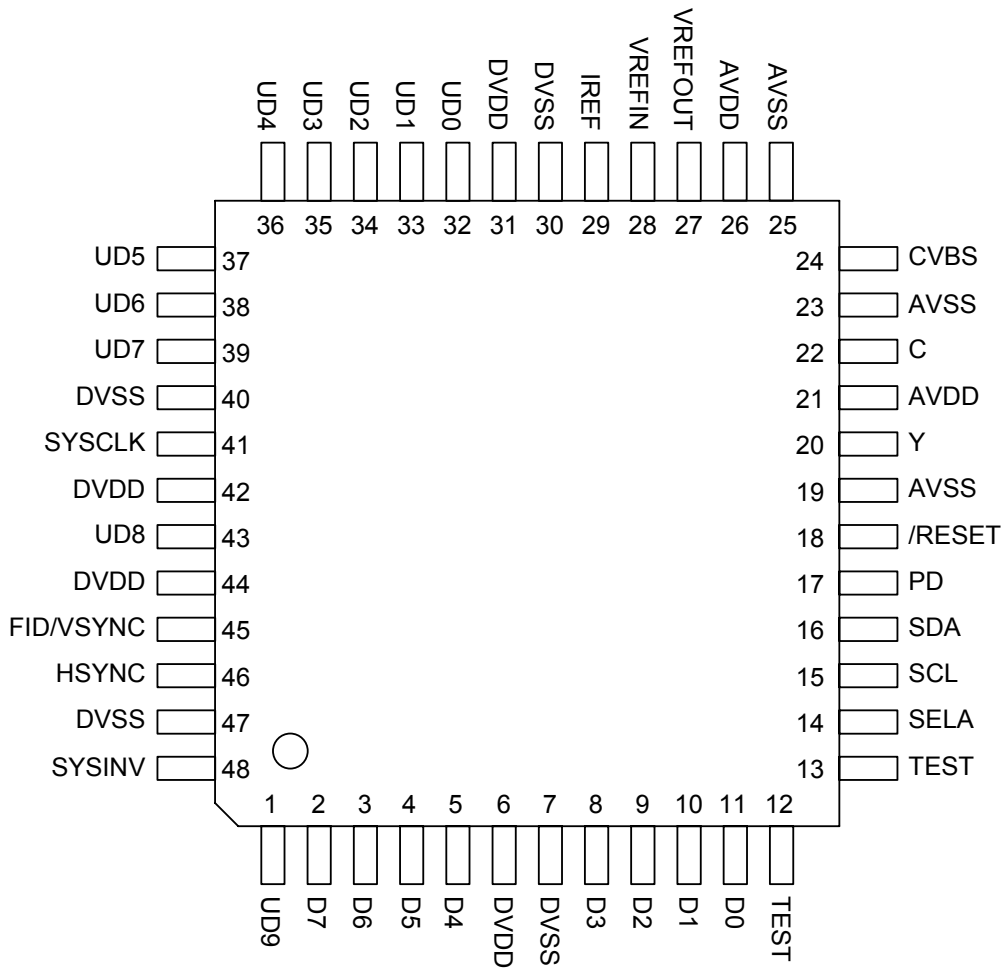 UD4 UD3 UD2 UD1 UD0 DVDD DVSS IREF VREFIN VREFOUT AVDD AVSS
36 35 34 33 32 31 30 29 28 27 26 25
UD5 37 24 CVBS
UD6 38 23 AVSS
UD7 39 22 C
DVSS 40 21 AVDD
SYSCLK 41 20 Y
DVDD 42 19 AVSS
UD8 43 18 /RESET
DVDD 44 17 PD
FID/VSYNC 45 16 SDA
HSYNC 46 15 SCL
DVSS 47 14 SELA
SYSINV 48 13 TEST
1 2 3 4 5 6 7 8 9 10 11 12
UD9 D7 D6 D5 D4 DVDD DVSS D3 D2 D1 D0 TEST